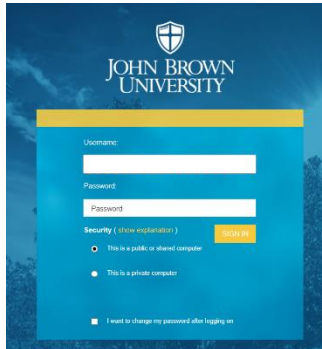 JOHN BROWN
UNIVERSITY
Username:
Password:
Password
Security ( show explanation )
SIGN IN
This is a public or shared computer
This is a private computer
I want to change my password after logging on